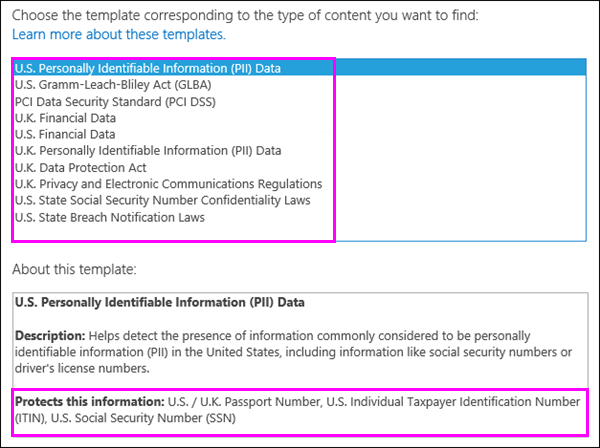 Choose the template corresponding to the type of content you want to find:
Learn more about these templates.
U.S. Personally Identifiable Information (PII) Data
U.S. Gramm-Leach-Bliley Act (GLBA)
PCI Data Security Standard (PCI DSS)
U.K. Financial Data
U.S. Financial Data
U.K. Personally Identifiable Information (PII) Data
U.K. Data Protection Act
U.K. Privacy and Electronic Communications Regulations
U.S. State Social Security Number Confidentiality Laws
U.S. State Breach Notification Laws
About this template:
U.S. Personally Identifiable Information (PII) Data
Description: Helps detect the presence of information commonly considered to be personally
identifiable information (PII) in the United States, including information like social security numbers or
driver's license numbers.
Protects this information: U.S. / U.K. Passport Number, U.S. Individual Taxpayer Identification Number
(ITIN), U.S. Social Security Number (SSN)